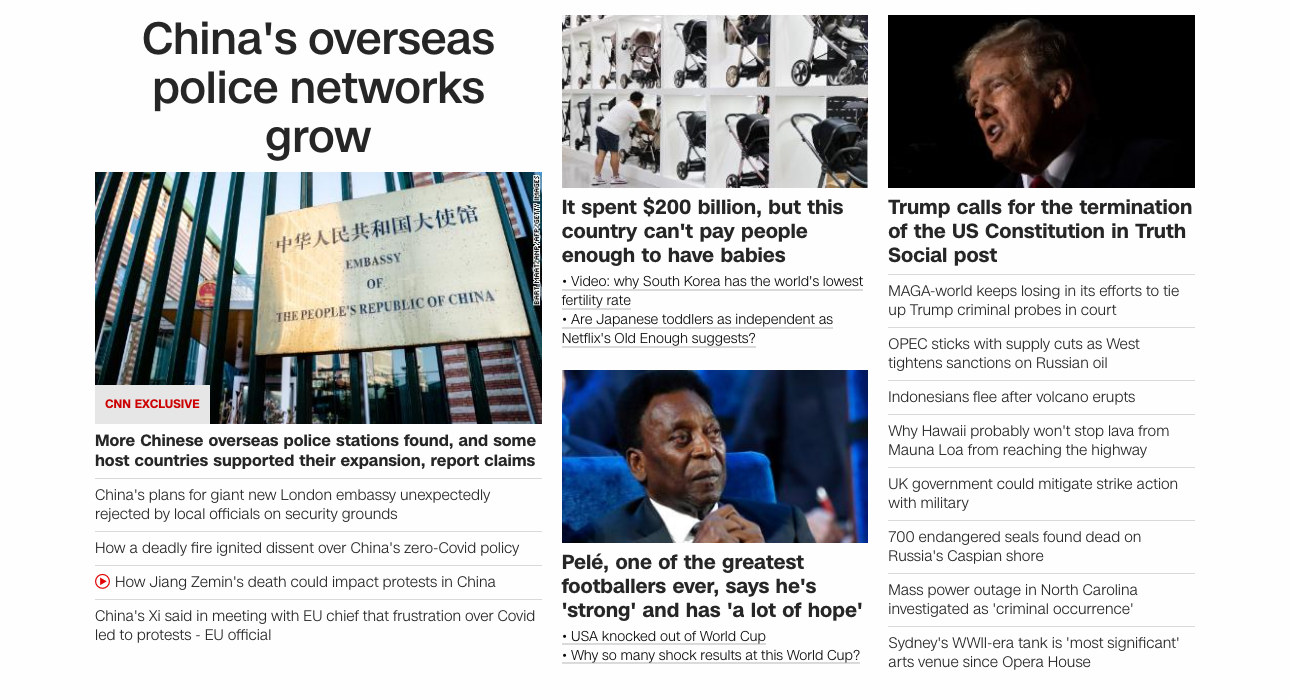 China's overseas
police networks
grow
中华人民共和国大使馆
EMBASSY
OF
THE PEOPLE'S REPUBLIC OF CHINA
BART MAAT/ANP/AFP/GETTY IMAGES
CNN EXCLUSIVE
More Chinese overseas police stations found, and some
host countries supported their expansion, report claims
China's plans for giant new London embassy unexpectedly
rejected by local officials on security grounds
How a deadly fire ignited dissent over China's zero-Covid policy
How Jiang Zemin's death could impact protests in China
China's Xi said in meeting with EU chief that frustration over Covid
led to protests - EU official
It spent $200 billion, but this
country can't pay people
enough to have babies
• Video: why South Korea has the world's lowest
fertility rate
• Are Japanese toddlers as independent as
Netflix's Old Enough suggests?
Pelé, one of the greatest
footballers ever, says he's
'strong' and has 'a lot of hope'
• USA knocked out of World Cup
• Why so many shock results at this World Cup?
Trump calls for the termination
of the US Constitution in Truth
Social post
MAGA-world keeps losing in its efforts to tie
up Trump criminal probes in court
OPEC sticks with supply cuts as West
tightens sanctions on Russian oil
Indonesians flee after volcano erupts
Why Hawaii probably won't stop lava from
Mauna Loa from reaching the highway
UK government could mitigate strike action
with military
700 endangered seals found dead on
Russia's Caspian shore
Mass power outage in North Carolina
investigated as 'criminal occurrence'
Sydney's WWII-era tank is 'most significant'
arts venue since Opera House